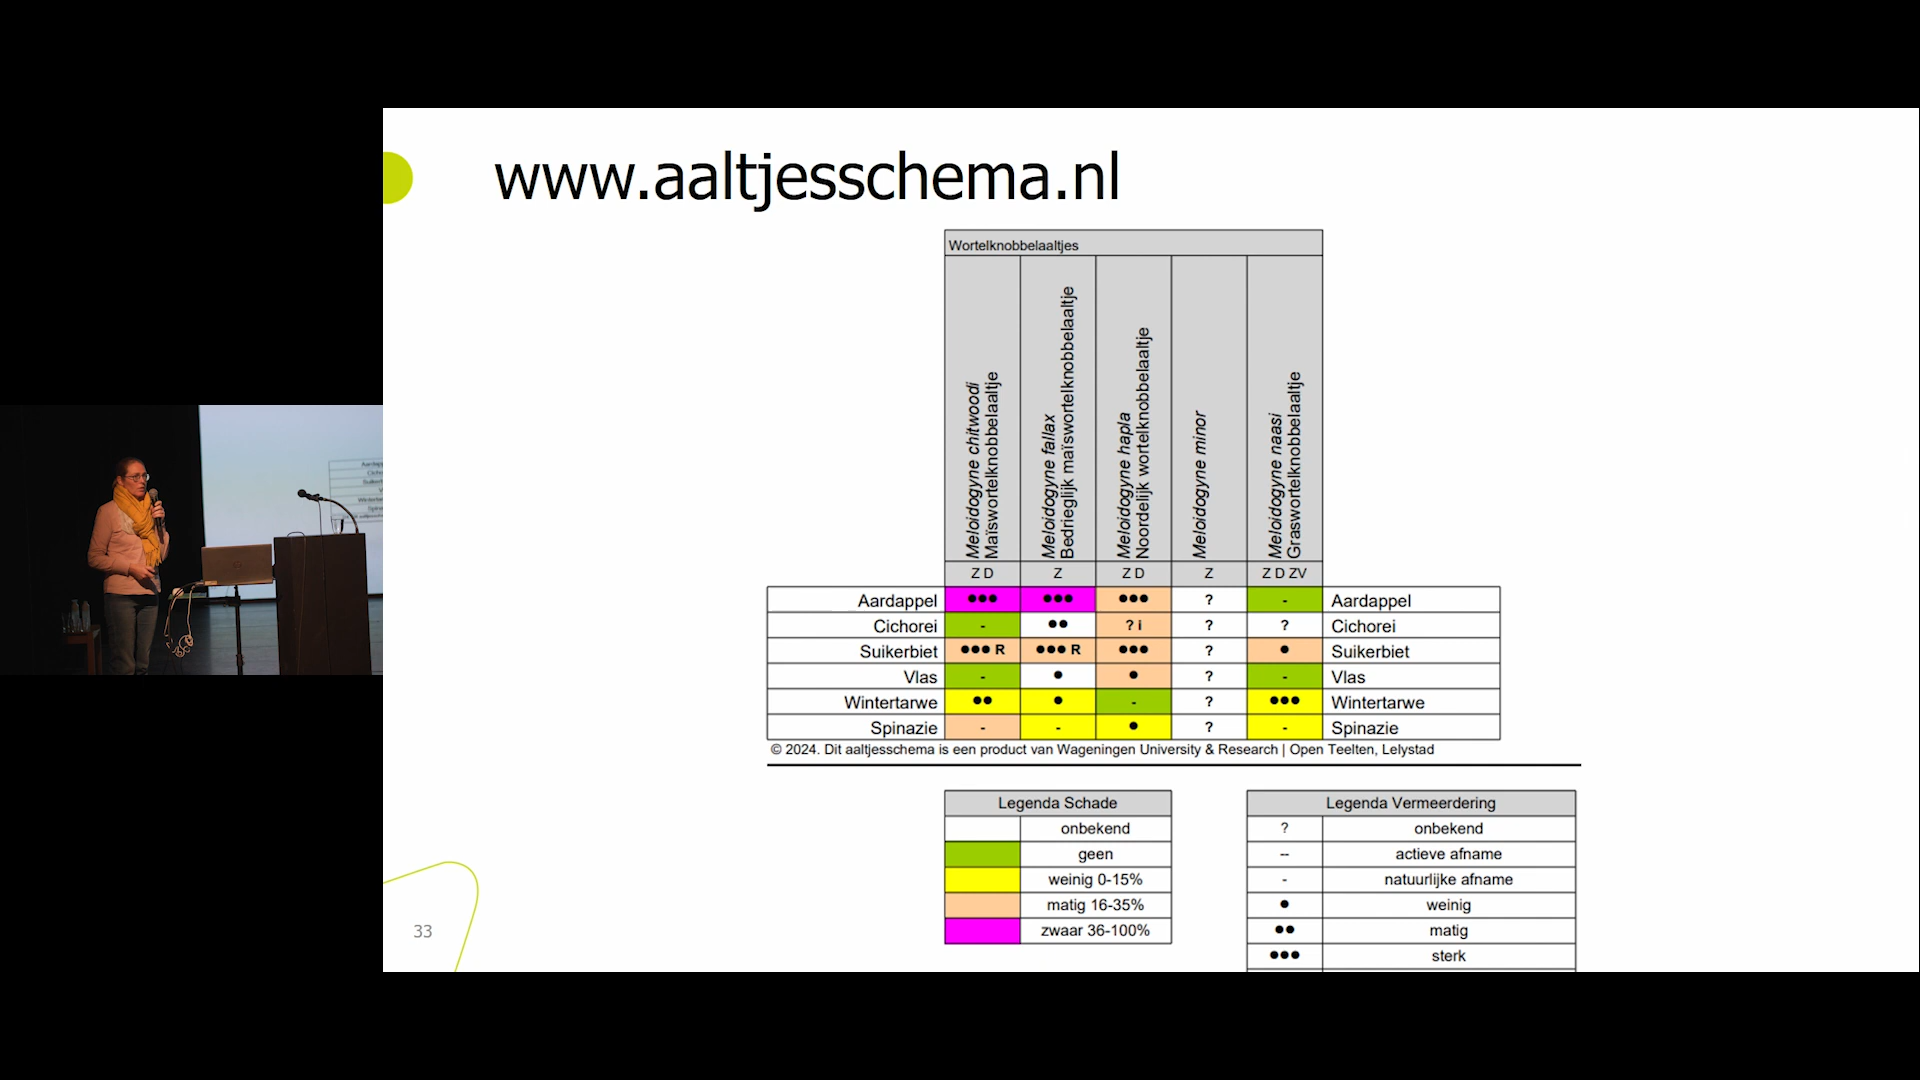 www.aaltjesschema.nl
Wortelknobbelaaltjes
Meloidogyne chitwoodi
Maïswortelknobbelaaltje
Meloidogyne fallax
Bedrieglijk maïswortelknobbelaaltje
Meloidogyne hapla
Noordelijk wortelknobbelaaltje
Meloidogyne minor
Meloidogyne naasi
Graswortelknobbelaaltje
Z D Z Z D Z Z D ZV
Aardappel ●●● ●●● ●●● ? - Aardappel
Cichorei - ●● ? i ? ? Cichorei
Suikerbiet ●●● R ●●● R ●●● ? ● Suikerbiet
Vlas - ● ● ? - Vlas
Wintertarwe ●● ● - ? ●●● Wintertarwe
Spinazie - - ● ? - Spinazie
© 2024. Dit aaltjesschema is een product van Wageningen University & Research | Open Teelten, Lelystad
Legenda Schade
onbekend
geen
weinig 0-15%
matig 16-35%
zwaar 36-100%
Legenda Vermeerdering
? onbekend
-- actieve afname
- natuurlijke afname
● weinig
●● matig
●●● sterk
33